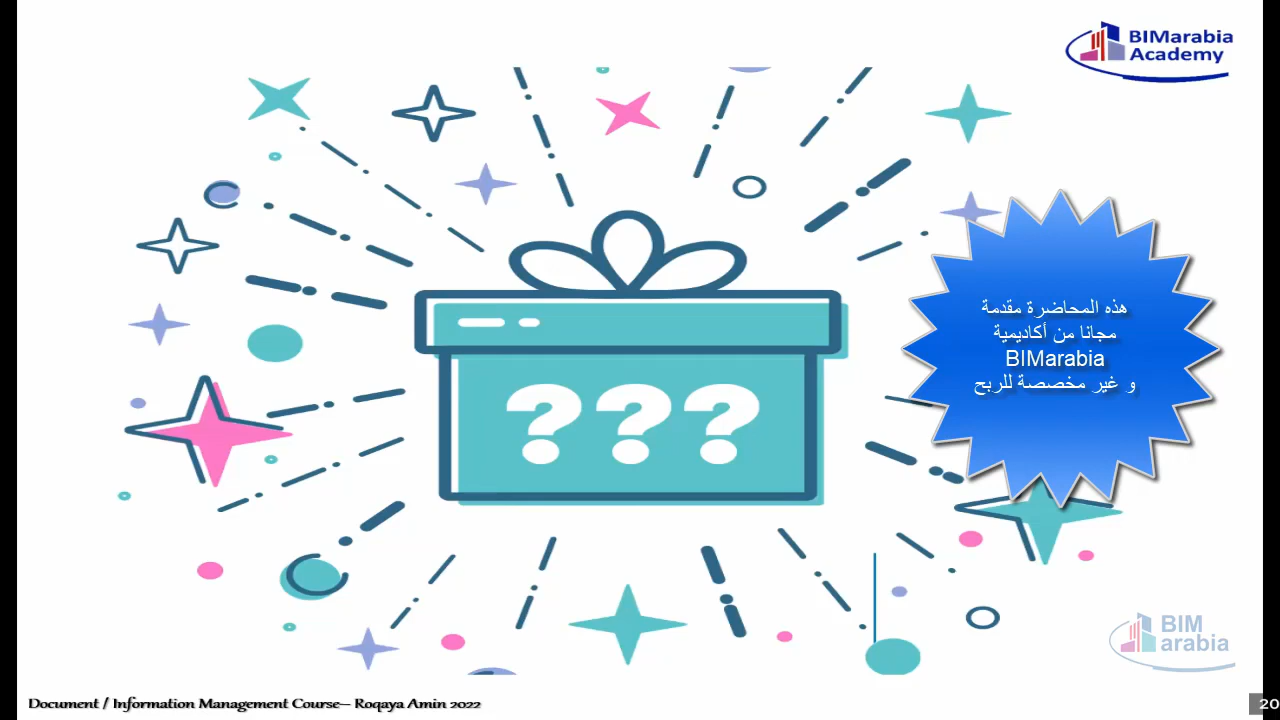 BIMarabia
Academy
هذه المحاضرة مقدمة
مجانا من أكاديمية
BIMarabia
و غير مخصصة للربح
???
BIM
arabia
Document / Information Management Course– Roqaya Amin 2022
20